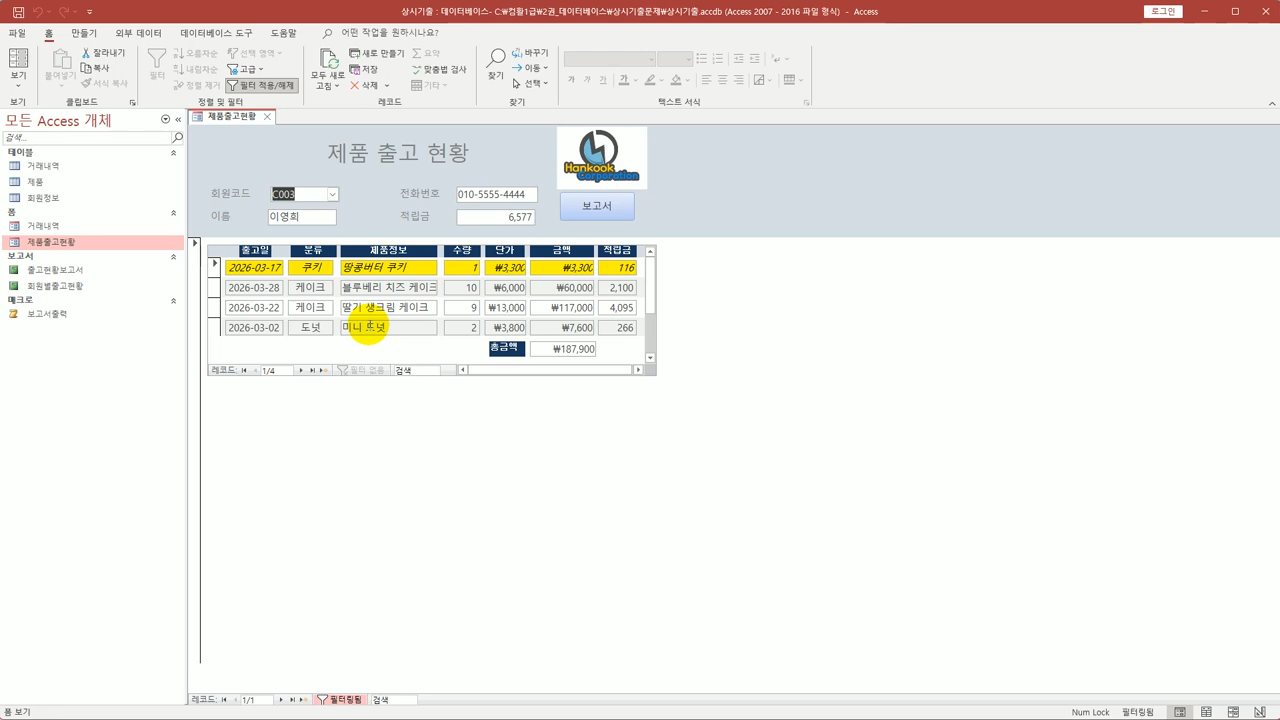 상시기술 : 데이터베이스- C:₩컴활1급₩2권_데이터베이스₩상시기출문제₩상시기출.accdb (Access 2007 - 2016 파일 형식) - Access
로그인
파일 홈 만들기 외부 데이터 데이터베이스 도구 도움말 어떤 작업을 원하시나요?
보기
붙여넣기
잘라내기
복사
서식 복사
필터
오름차순
내림차순
정렬 제거
선택 영역
고급
필터 적용/해제
모두 새로 고침
새로 만들기
저장
삭제
요약
맞춤법 검사
기타
찾기
바꾸기
이동
선택
가 가 가 가
보기 클립보드 정렬 및 필터 레코드 찾기 텍스트 서식
모든 Access 개체
검색...
테이블
거래내역
제품
회원정보
폼
거래내역
제품출고현황
보고서
출고현황보고서
회원별출고현황
매크로
보고서출력
제품출고현황
제품 출고 현황
Hankook
Corporation
회원코드 C003 전화번호 010-5555-4444
보고서
이름 이영희 적립금 6,577
출고일 분류 제품정보 수량 단가 금액 적립금
2026-03-17 쿠키 땅콩버터 쿠키 1 ₩3,300 ₩3,300 116
2026-03-28 케이크 블루베리 치즈 케이크 10 ₩6,000 ₩60,000 2,100
2026-03-22 케이크 딸기 생크림 케이크 9 ₩13,000 ₩117,000 4,095
2026-03-02 도넛 미니 도넛 2 ₩3,800 ₩7,600 266
총금액 ₩187,900
레코드: 1/4 필터 없음 검색
레코드: 1/1 필터링됨 검색
폼 보기 Num Lock 필터링됨